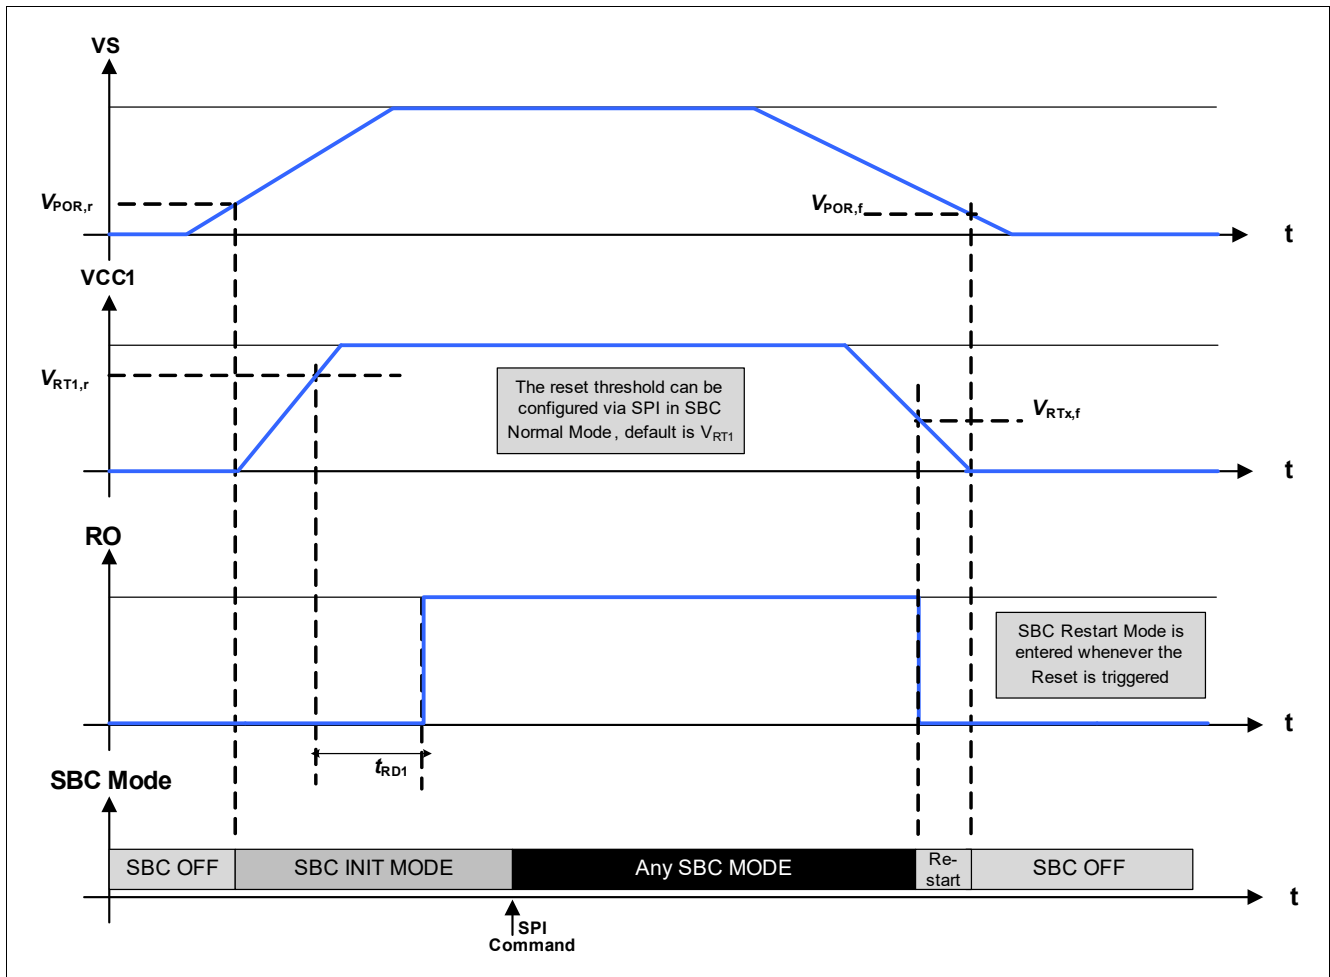 VS
VPOR,r
VPOR,f
t
VCC1
VRT1,r
The reset threshold can be
configured via SPI in SBC
Normal Mode, default is VRT1
VRTx,f
t
RO
SBC Restart Mode is
entered whenever the
Reset is triggered
t
tRD1
SBC Mode
SBC OFF
SBC INIT MODE
Any SBC MODE
Re-
start
SBC OFF
t
SPI
Command